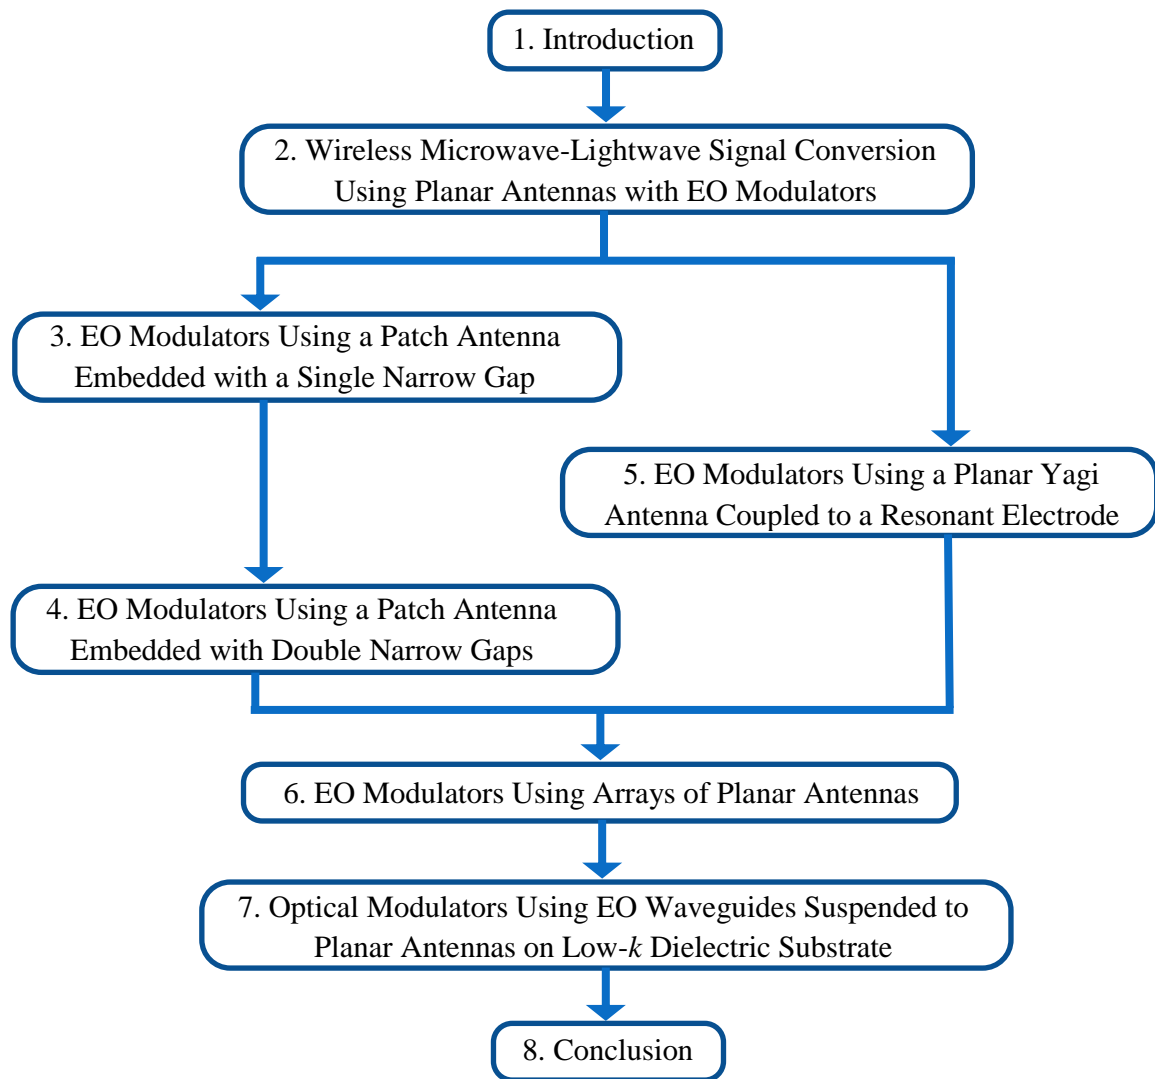 1. Introduction
2. Wireless Microwave-Lightwave Signal Conversion
Using Planar Antennas with EO Modulators
3. EO Modulators Using a Patch Antenna
Embedded with a Single Narrow Gap
5. EO Modulators Using a Planar Yagi
Antenna Coupled to a Resonant Electrode
4. EO Modulators Using a Patch Antenna
Embedded with Double Narrow Gaps
6. EO Modulators Using Arrays of Planar Antennas
7. Optical Modulators Using EO Waveguides Suspended to
Planar Antennas on Low-k Dielectric Substrate
8. Conclusion